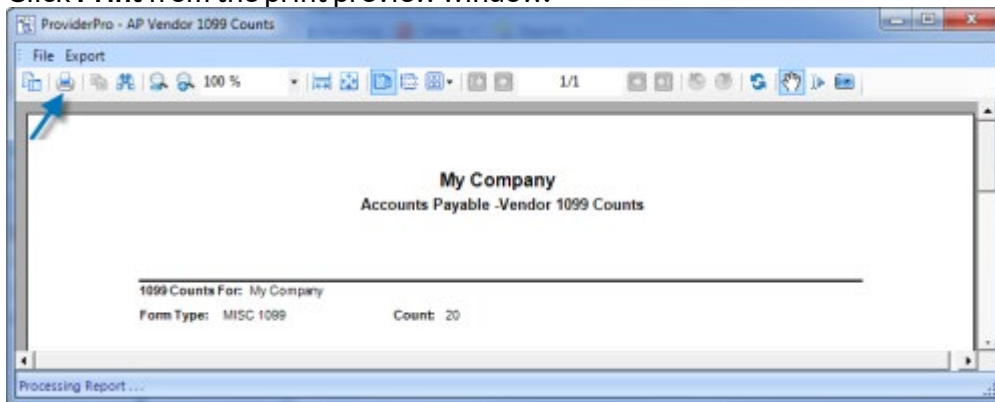 Click Print from the print preview window.
ProviderPro - AP Vendor 1099 Counts
File Export
100 % 1/1
My Company
Accounts Payable -Vendor 1099 Counts
1099 Counts For: My Company
Form Type: MISC 1099 Count: 20
Processing Report ...